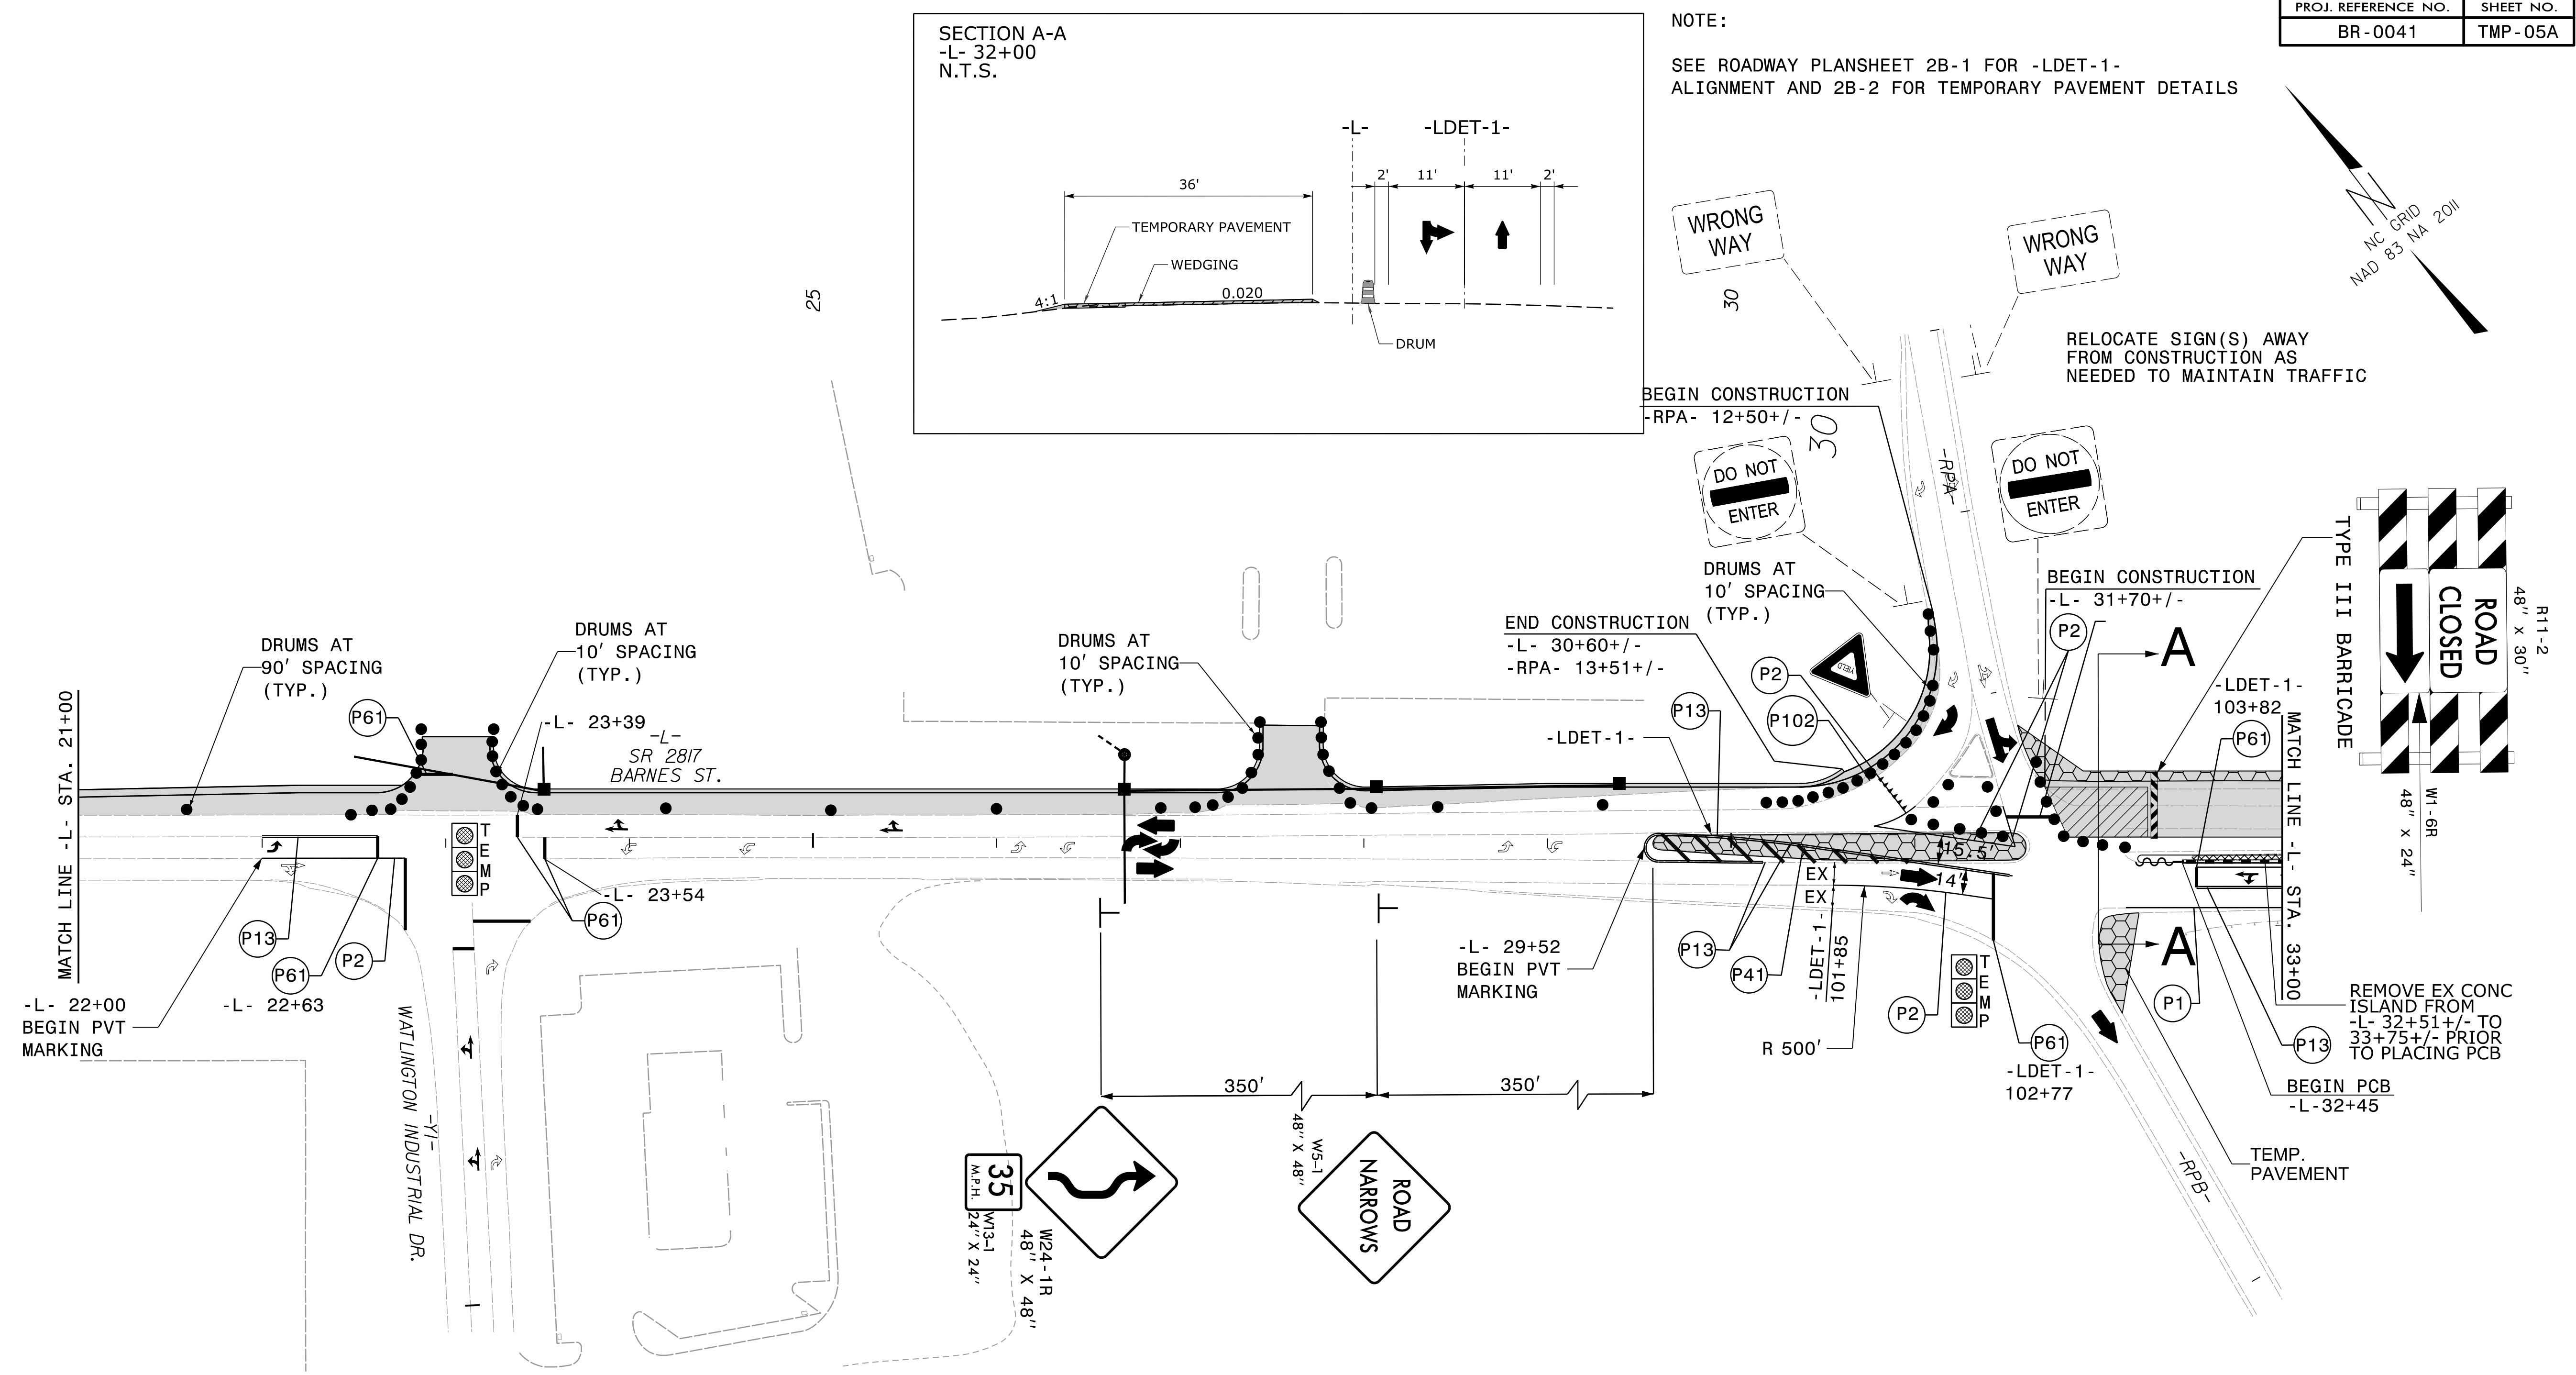 PROJ. REFERENCE NO.
SHEET NO.
BR-0041
TMP-05A
NOTE:
SEE ROADWAY PLANSHEET 2B-1 FOR -LDET-1-
ALIGNMENT AND 2B-2 FOR TEMPORARY PAVEMENT DETAILS
SECTION A-A
-L- 32+00
N.T.S.
-L-
-LDET-1-
36'
2'
11'
11'
2'
TEMPORARY PAVEMENT
WEDGING
4:1
0.020
DRUM
25
30
WRONG
WAY
WRONG
WAY
NC GRID
NAD 83 NA 2011
RELOCATE SIGN(S) AWAY
FROM CONSTRUCTION AS
NEEDED TO MAINTAIN TRAFFIC
BEGIN CONSTRUCTION
-RPA- 12+50+/-
30
DO NOT
ENTER
-RPA-
DO NOT
ENTER
TYPE III BARRICADE
ROAD
CLOSED
R11-2
48" X 30"
W1-6R
48" X 24"
DRUMS AT
10' SPACING
(TYP.)
BEGIN CONSTRUCTION
-L- 31+70+/-
P2
A
END CONSTRUCTION
-L- 30+60+/-
-RPA- 13+51+/-
P2
YIELD
P13
P102
-LDET-1-
-LDET-1-
103+82
P61
MATCH LINE -L- STA. 33+00
DRUMS AT
90' SPACING
(TYP.)
DRUMS AT
10' SPACING
(TYP.)
DRUMS AT
10' SPACING
(TYP.)
P61
-L- 23+39
-L-
SR 2817
BARNES ST.
MATCH LINE -L- STA. 21+00
TEMP
-L- 23+54
P61
P13
P61
P2
-L- 22+00
BEGIN PVT
MARKING
-L- 22+63
-Y1-
WATLINGTON INDUSTRIAL DR.
15.5'
14'
EX
EX
-L- 29+52
BEGIN PVT
MARKING
P13
P41
-LDET-1-
101+85
P2
TEMP
R 500'
P61
-LDET-1-
102+77
A
P1
P13
REMOVE EX CONC
ISLAND FROM
-L- 32+51+/- TO
33+75+/- PRIOR
TO PLACING PCB
BEGIN PCB
-L-32+45
TEMP.
PAVEMENT
-RPB-
350'
350'
35
M.P.H.
W13-1
24" X 24"
W24-1R
48" X 48"
W5-1
48" X 48"
ROAD
NARROWS